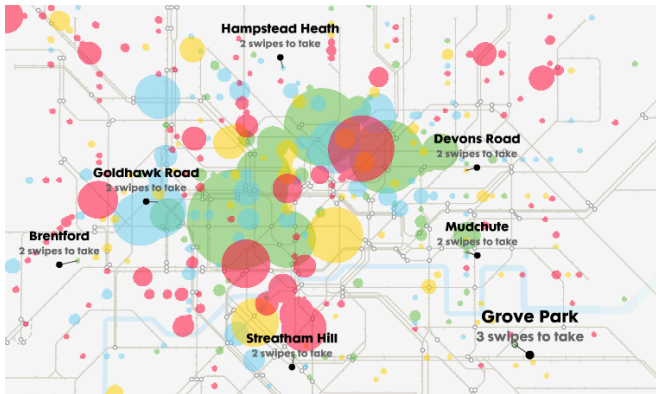 Hampstead Heath
2 swipes to take
Devons Road
2 swipes to take
Goldhawk Road
2 swipes to take
Brentford
2 swipes to take
Mudchute
2 swipes to take
Grove Park
3 swipes to take
Streatham Hill
2 swipes to take